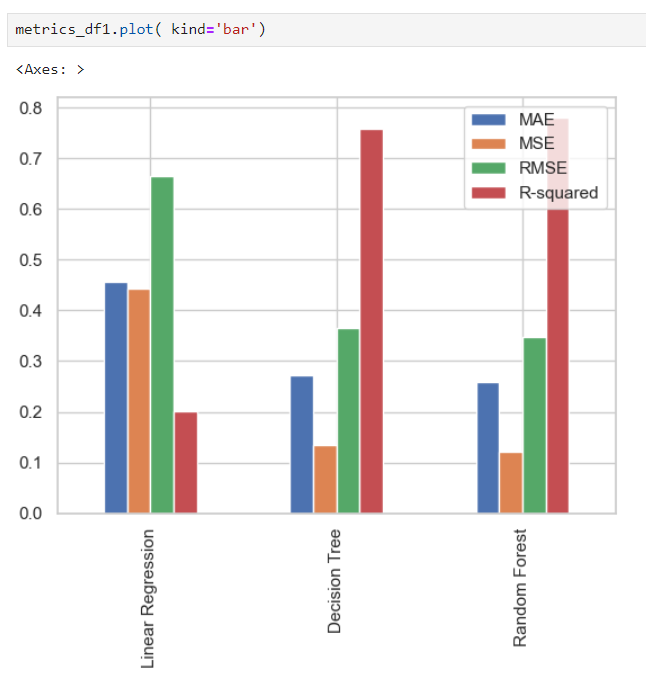 metrics_df1.plot( kind='bar')
<Axes: >
0.8
0.7
0.6
0.5
0.4
0.3
0.2
0.1
0.0
MAE
MSE
RMSE
R-squared
Linear Regression
Decision Tree
Random Forest